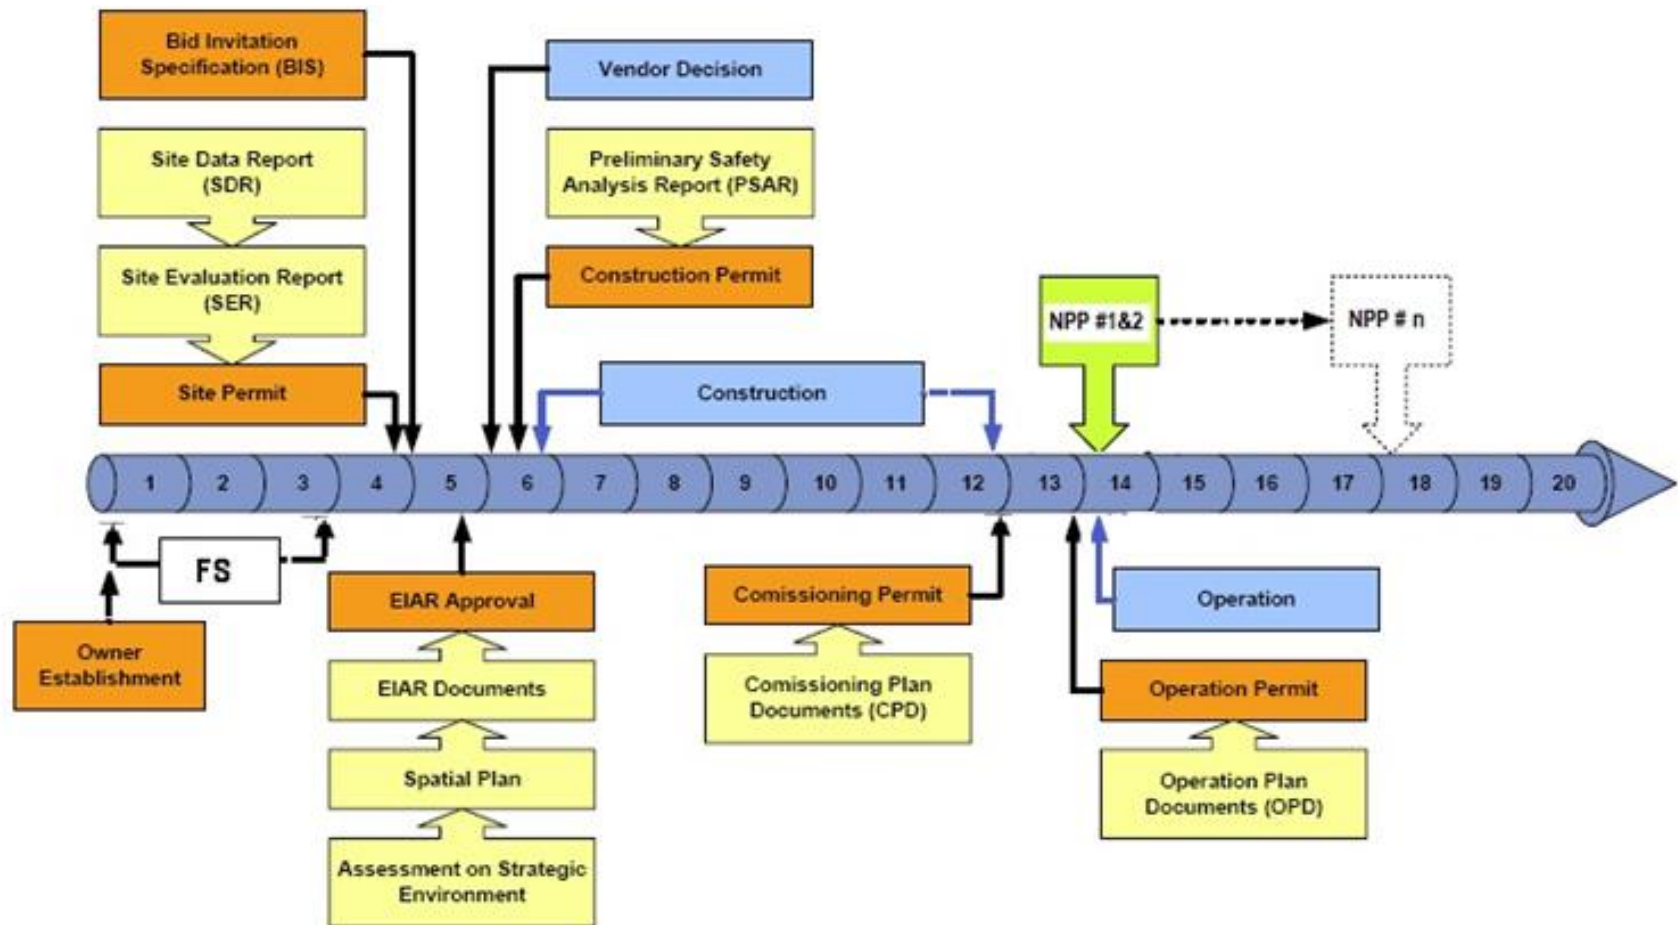 Bid Invitation
Specification (BIS)
Vendor Decision
Site Data Report
(SDR)
Preliminary Safety
Analysis Report (PSAR)
Site Evaluation Report
(SER)
Construction Permit
Site Permit
Construction
NPP #1&2
NPP # n
1 2 3 4 5 6 7 8 9 10 11 12 13 14 15 16 17 18 19 20
FS
Owner
Establishment
EIAR Approval
EIAR Documents
Spatial Plan
Assessment on Strategic
Environment
Comissioning Permit
Comissioning Plan
Documents (CPD)
Operation
Operation Permit
Operation Plan
Documents (OPD)